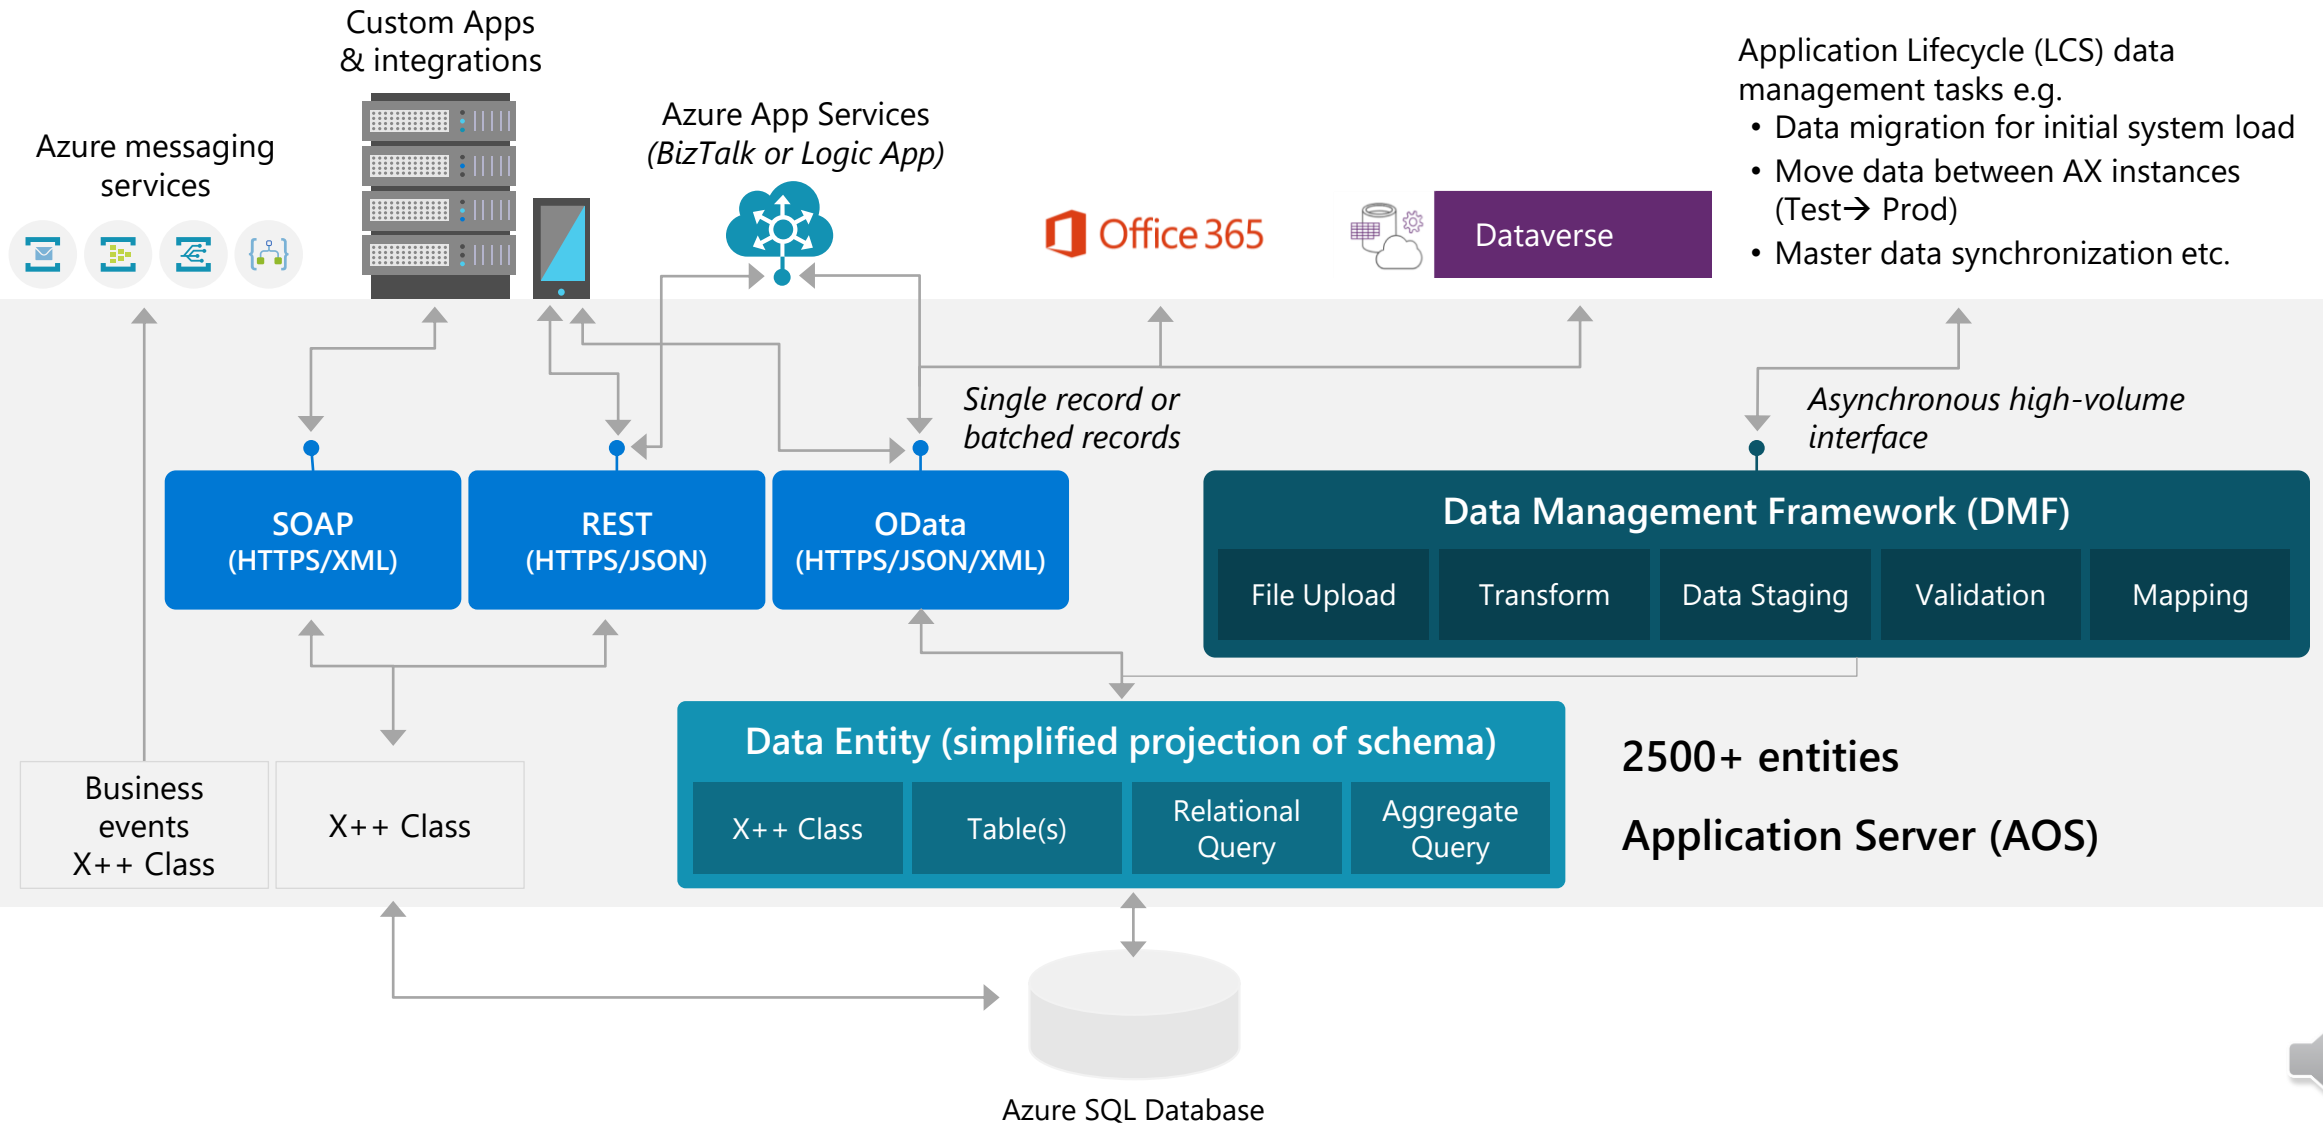 Custom Apps
& integrations
Azure messaging
services
Azure App Services
(BizTalk or Logic App)
Office 365
Dataverse
Application Lifecycle (LCS) data
management tasks e.g.
• Data migration for initial system load
• Move data between AX instances
(Test→ Prod)
• Master data synchronization etc.
Single record or
batched records
Asynchronous high-volume
interface
SOAP
(HTTPS/XML)
REST
(HTTPS/JSON)
OData
(HTTPS/JSON/XML)
Data Management Framework (DMF)
File Upload
Transform
Data Staging
Validation
Mapping
Business
events
X++ Class
X++ Class
Data Entity (simplified projection of schema)
X++ Class
Table(s)
Relational
Query
Aggregate
Query
2500+ entities
Application Server (AOS)
Azure SQL Database